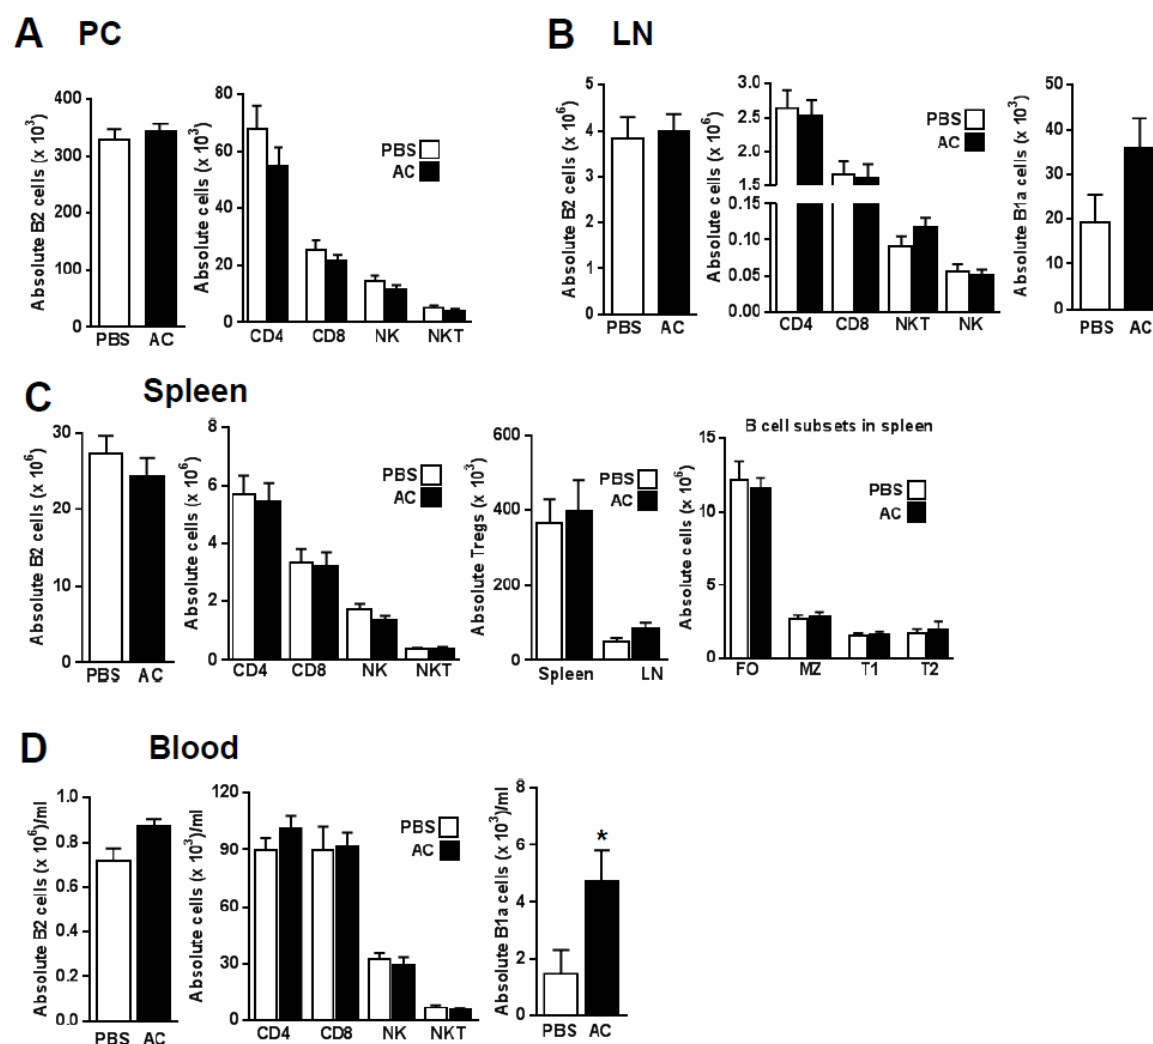 A PC
Absolute B2 cells (x 10³)
400
300
200
100
0
PBS AC
Absolute cells (x 10³)
80
60
40
20
0
CD4 CD8 NK NKT
PBS
AC
B LN
Absolute B2 cells (x 10⁶)
6
5
4
3
2
1
0
PBS AC
Absolute cells (x 10⁶)
3.0
2.5
2.0
1.5
0.15
0.10
0.05
0.00
CD4 CD8 NKT NK
PBS
AC
Absolute B1a cells (x 10³)
50
40
30
20
10
0
PBS AC
C Spleen
Absolute B2 cells (x 10⁶)
30
20
10
0
PBS AC
Absolute cells (x 10⁶)
8
6
4
2
0
CD4 CD8 NK NKT
PBS
AC
Absolute Tregs (x 10³)
600
400
200
0
Spleen LN
PBS
AC
B cell subsets in spleen
Absolute cells (x 10⁶)
15
10
5
0
FO MZ T1 T2
PBS
AC
D Blood
Absolute B2 cells (x 10⁶)/ml
1.0
0.8
0.6
0.4
0.2
0.0
PBS AC
Absolute cells (x 10³)/ml
120
90
60
30
0
CD4 CD8 NK NKT
PBS
AC
Absolute B1a cells (x 10³)/ml
8
6
4
2
0
*
PBS AC